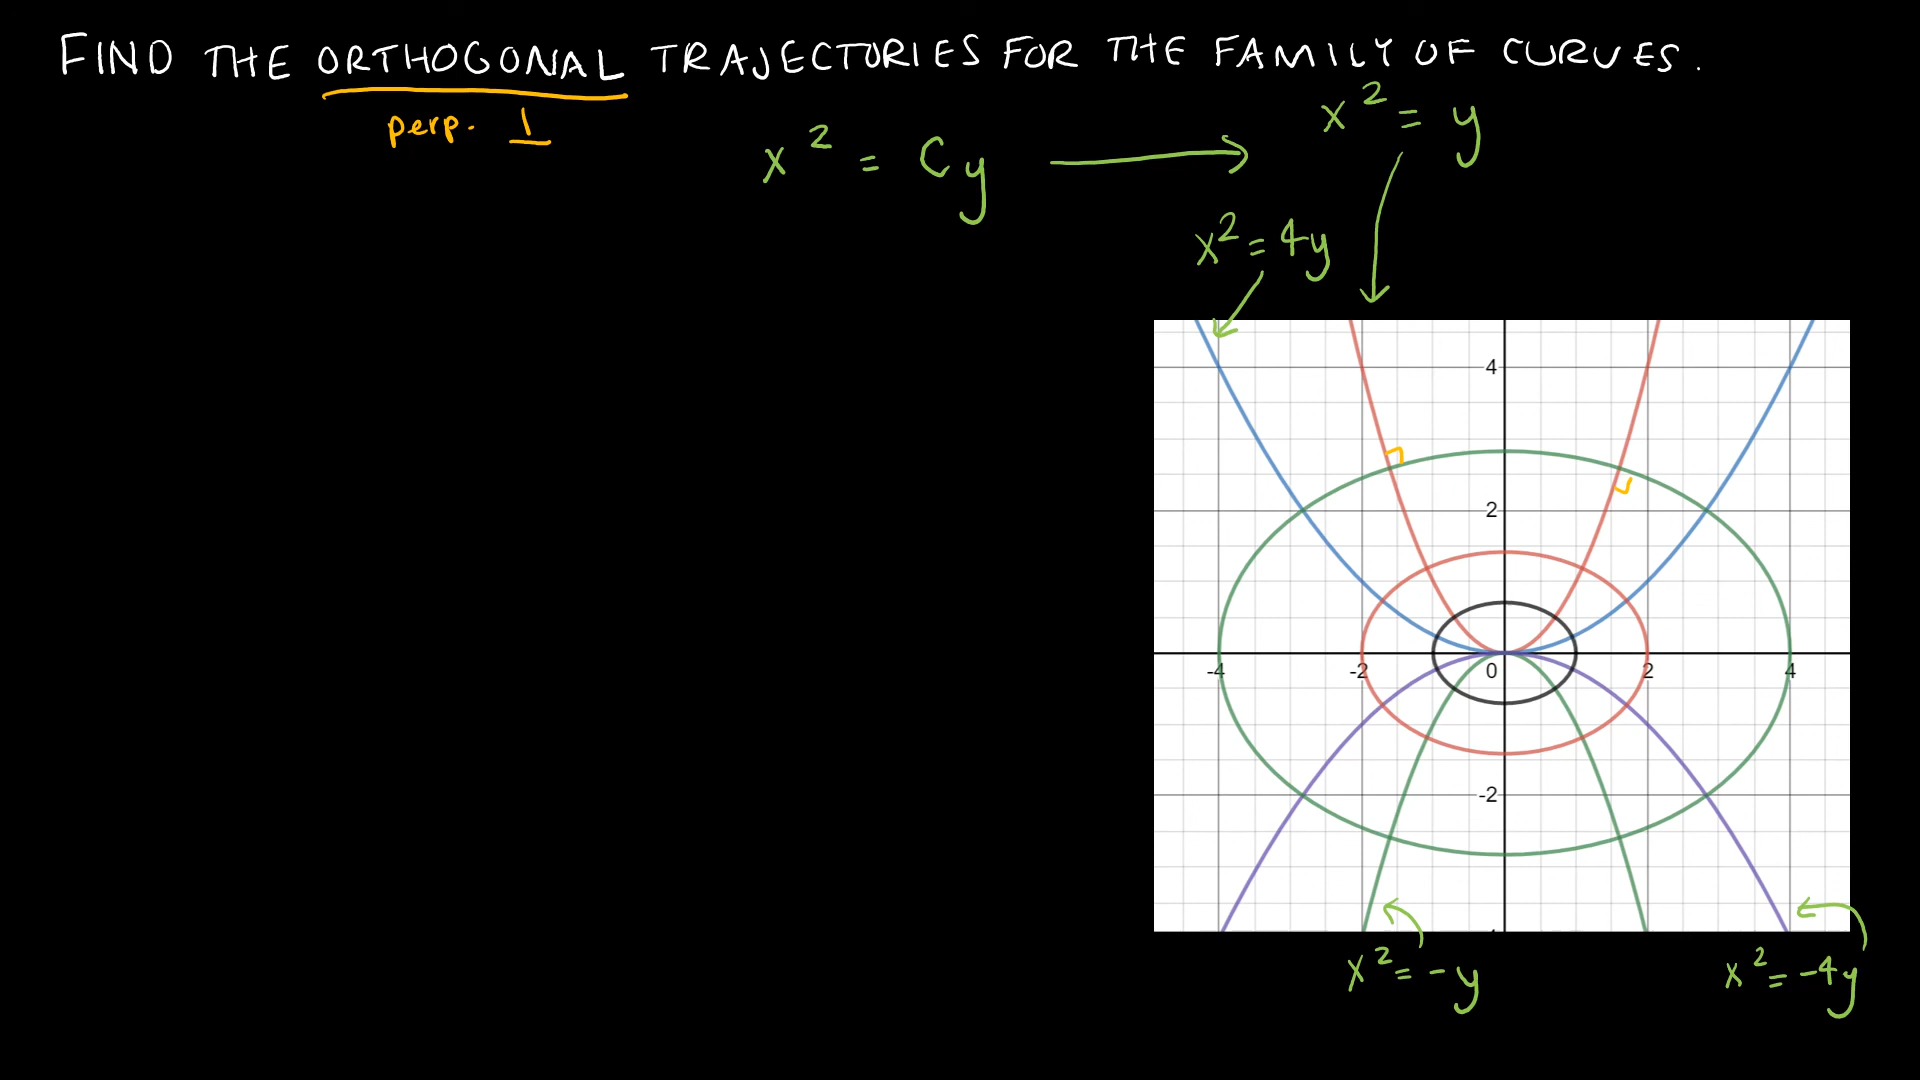 FIND THE ORTHOGONAL TRAJECTORIES FOR THE FAMILY OF CURVES.
perp. ⊥
x² = Cy
x² = y
x² = 4y
4
2
-4 -2 0 2 4
-2
x² = -y
x² = -4y